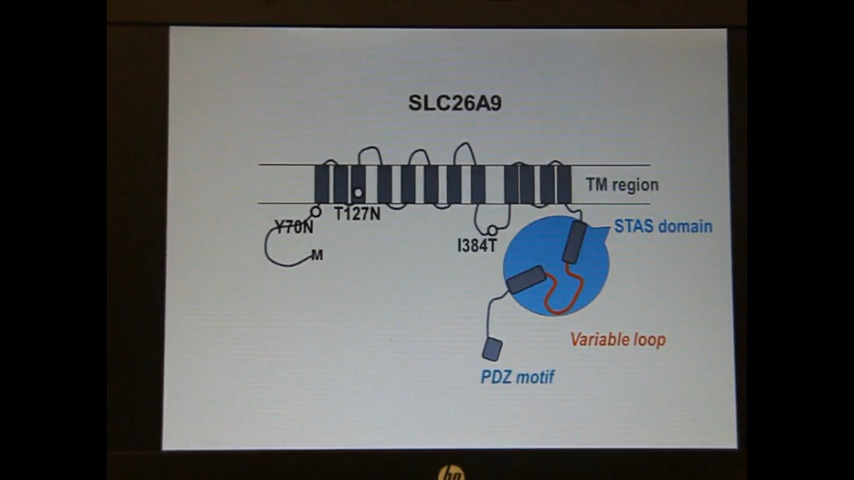 SLC26A9
TM region
T127N
Y70N
STAS domain
I384T
M
Variable loop
PDZ motif
hp